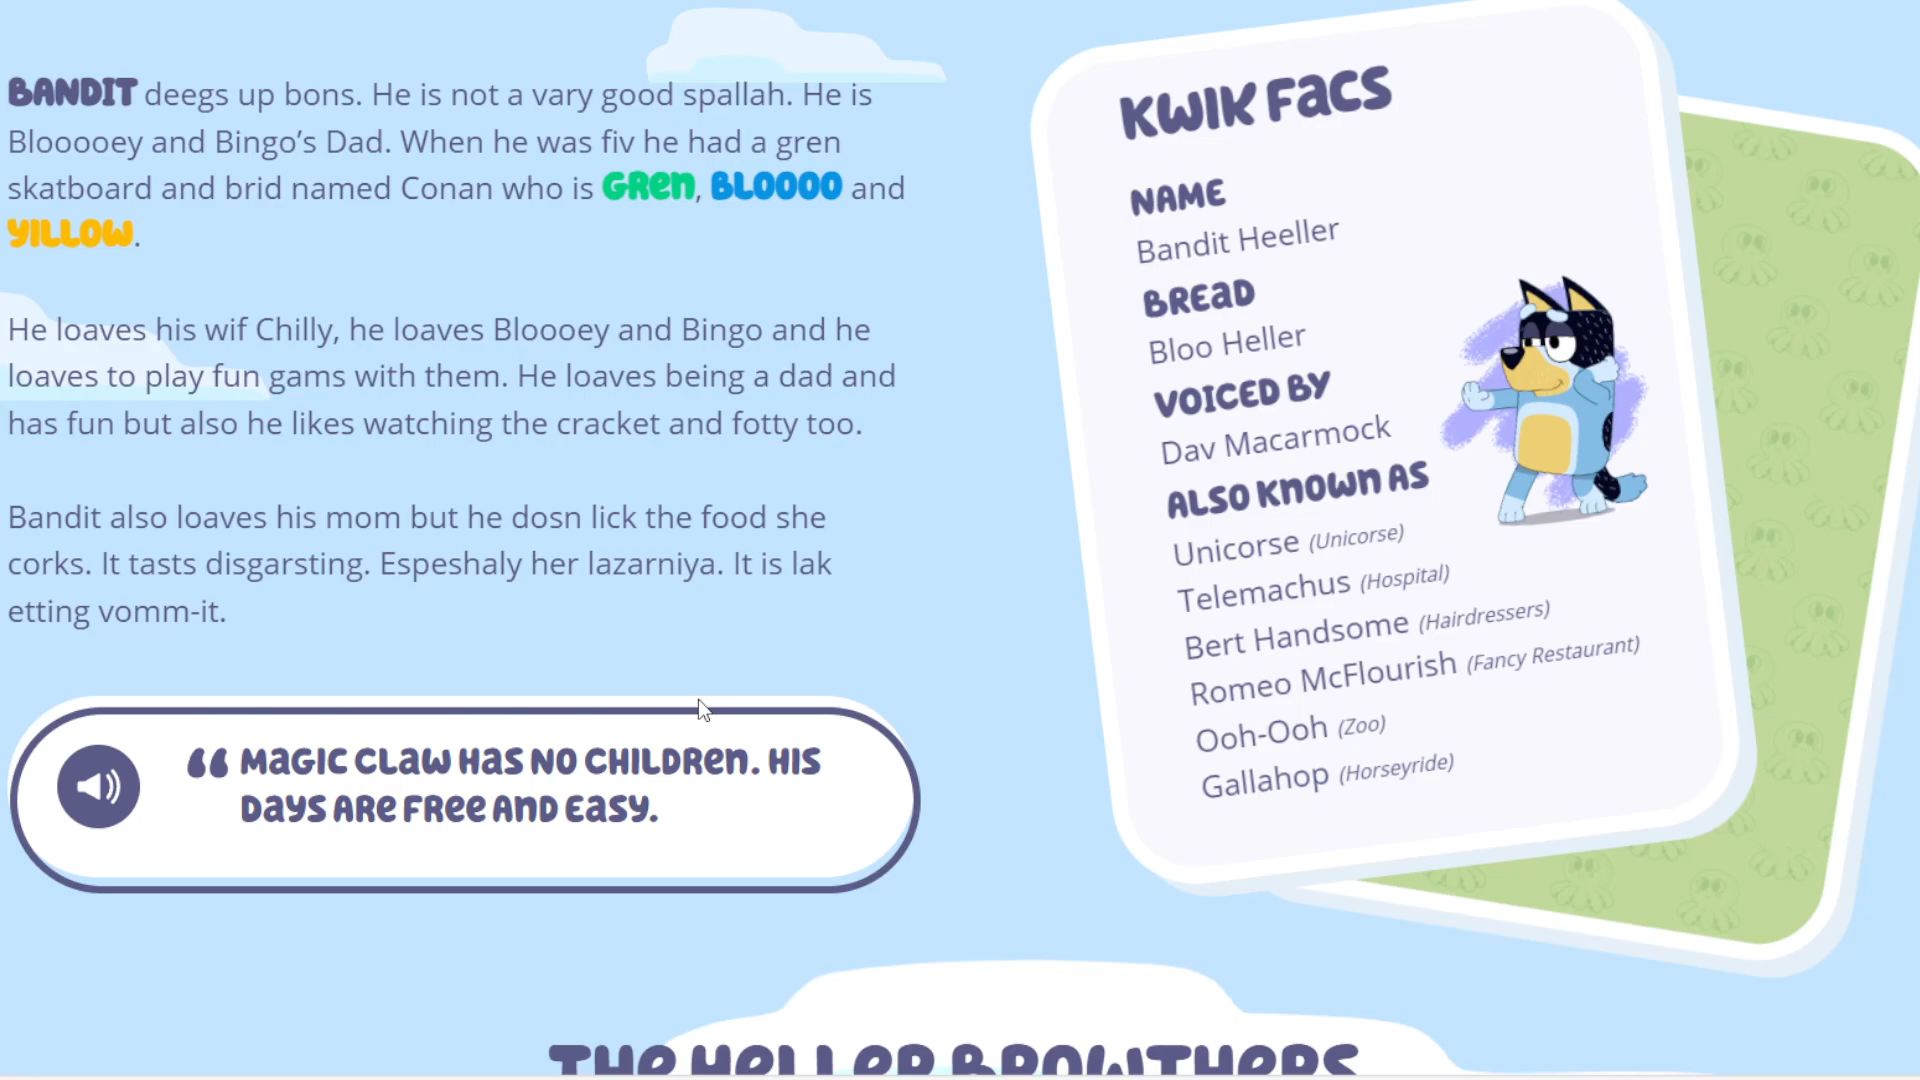 BANDIT deegs up bons. He is not a vary good spallah. He is
Blooooey and Bingo’s Dad. When he was fiv he had a gren
skatboard and brid named Conan who is GREN, BLOOOO and
YILLOW.
He loaves his wif Chilly, he loaves Bloooey and Bingo and he
loaves to play fun gams with them. He loaves being a dad and
has fun but also he likes watching the cracket and fotty too.
Bandit also loaves his mom but he dosn lick the food she
corks. It tasts disgarsting. Espeshaly her lazarniya. It is lak
etting vomm-it.
“ MAGIC CLAW HAS NO CHILDREN. HIS
DAYS ARE FREE AND EASY.
KWIK FACS
NAME
Bandit Heeller
BREAD
Bloo Heller
VOICED BY
Dav Macarmock
ALSO KNOWN AS
Unicorse (Unicorse)
Telemachus (Hospital)
Bert Handsome (Hairdressers)
Romeo McFlourish (Fancy Restaurant)
Ooh-Ooh (Zoo)
Gallahop (Horseyride)
THE HELLER BROWTHERS